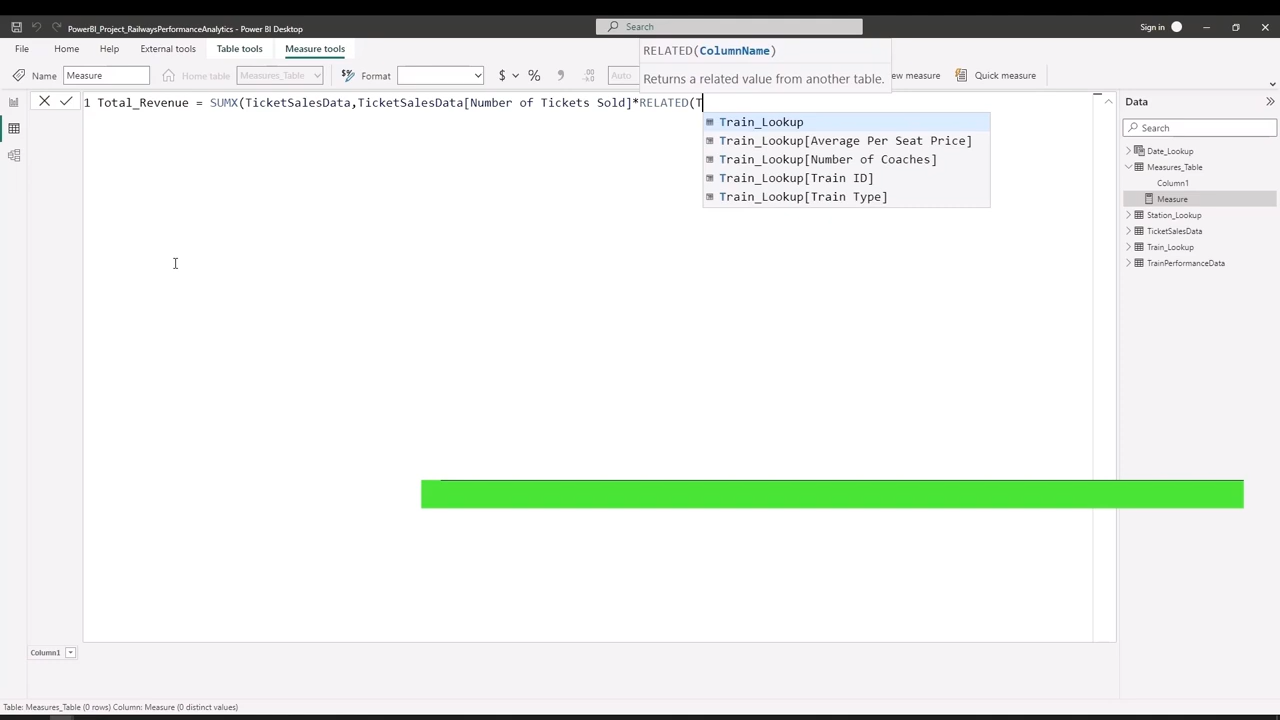 PowerBI_Project_RailwaysPerformanceAnalytics - Power BI Desktop
Search
Sign in
File Home Help External tools Table tools Measure tools
RELATED(ColumnName)
Returns a related value from another table.
Name Measure Home table Measures_Table Format $ % Auto ew measure Quick measure
1 Total_Revenue = SUMX(TicketSalesData,TicketSalesData[Number of Tickets Sold]*RELATED(T
Train_Lookup
Train_Lookup[Average Per Seat Price]
Train_Lookup[Number of Coaches]
Train_Lookup[Train ID]
Train_Lookup[Train Type]
Data
Search
Date_Lookup
Measures_Table
Column1
Measure
Station_Lookup
TicketSalesData
Train_Lookup
TrainPerformanceData
Column1
Table: Measures_Table (0 rows) Column: Measure (0 distinct values)